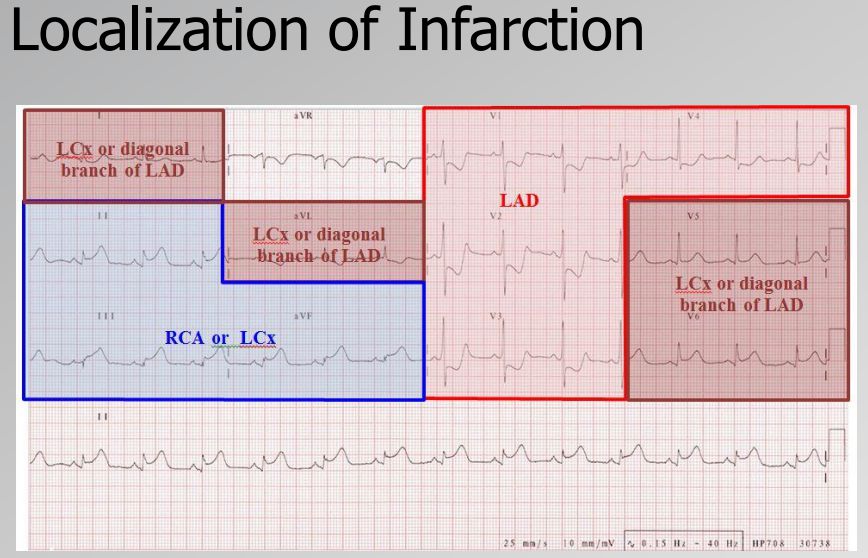 Localization of Infarction
I
aVR
V1
V4
LCx or diagonal
branch of LAD
LAD
II
aVL
V2
V5
LCx or diagonal
branch of LAD
LCx or diagonal
branch of LAD
III
aVF
V3
V6
RCA or LCx
II
25 mm/s 10 mm/mV ∿ 0.15 Hz - 40 Hz HP708 30738